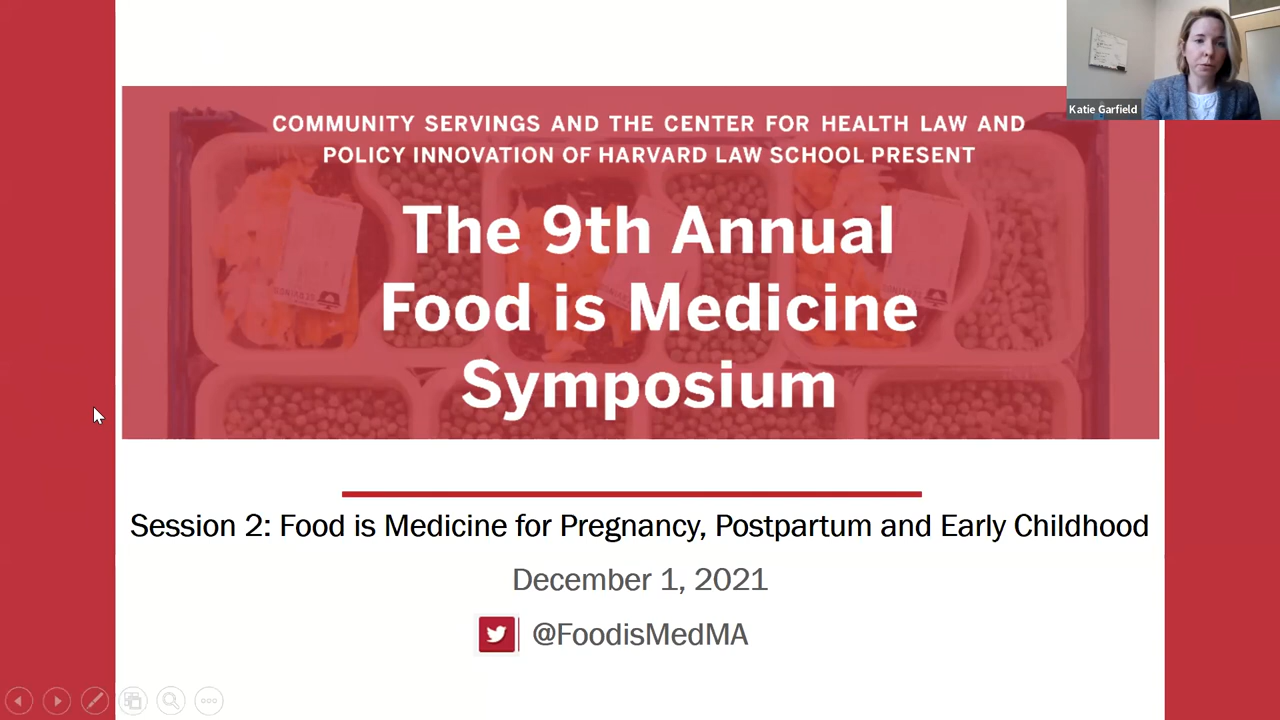 Katie Garfield
COMMUNITY SERVINGS AND THE CENTER FOR HEALTH LAW AND
POLICY INNOVATION OF HARVARD LAW SCHOOL PRESENT
The 9th Annual
Food is Medicine
Symposium
Session 2: Food is Medicine for Pregnancy, Postpartum and Early Childhood
December 1, 2021
@FoodisMedMA